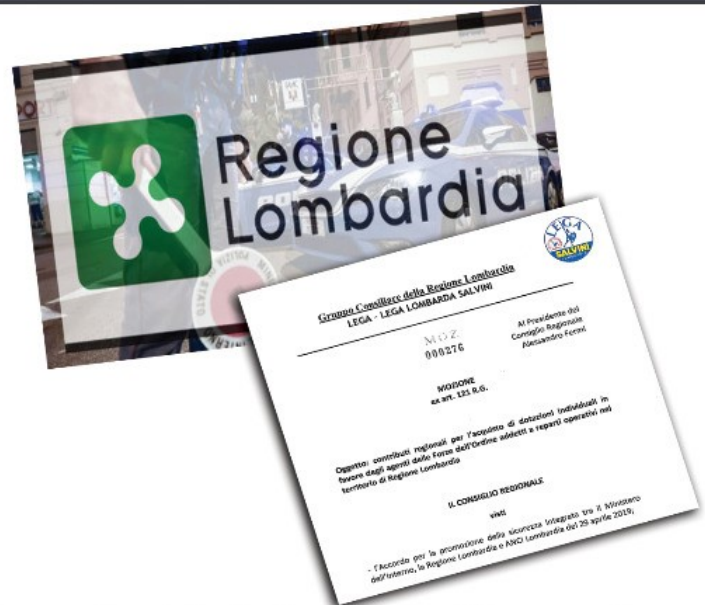 Regione
Lombardia
POLIZIA DI STATO
LEGA
SALVINI
Gruppo Consiliare della Regione Lombardia
LEGA - LEGA LOMBARDA SALVINI
MOZ
000276
Al Presidente del
Consiglio Regionale
Alessandro Fermi
MOZIONE
ex art. 121 R.G.
Oggetto: contributi regionali per l'acquisto di dotazioni individuali in
favore degli agenti delle Forze dell'Ordine addetti a reparti operativi nel
territorio di Regione Lombardia
IL CONSIGLIO REGIONALE
visti
- l'Accordo per la promozione della sicurezza integrata tra il Ministero
dell'Interno, la Regione Lombardia e ANCI Lombardia del 29 aprile 2019;